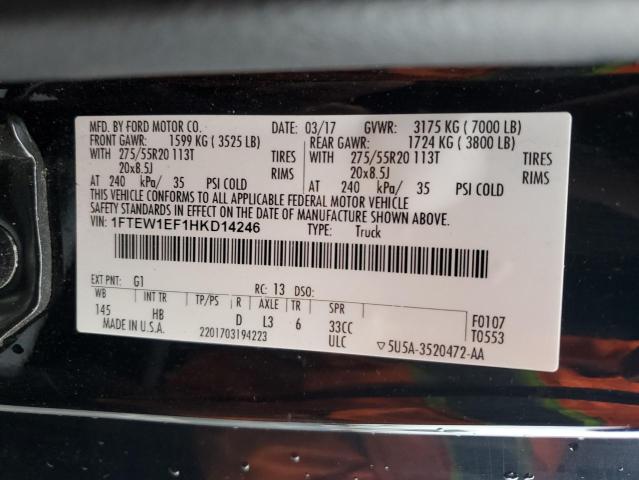 MFD. BY FORD MOTOR CO. DATE: 03/17 GVWR: 3175 KG ( 7000 LB)
FRONT GAWR: 1599 KG ( 3525 LB) REAR GAWR: 1724 KG ( 3800 LB)
WITH 275/55R20 113T TIRES WITH 275/55R20 113T TIRES
20x8.5J RIMS 20x8.5J RIMS
AT 240 kPa/ 35 PSI COLD AT 240 kPa/ 35 PSI COLD
THIS VEHICLE CONFORMS TO ALL APPLICABLE FEDERAL MOTOR VEHICLE
SAFETY STANDARDS IN EFFECT ON THE DATE OF MANUFACTURE SHOWN ABOVE.
VIN: 1FTEW1EF1HKD14246 TYPE: Truck
EXT PNT: G1 RC: 13 DSO:
WB INT TR TP/PS R AXLE TR SPR F0107
145 HB D L3 6 33CC T0553
MADE IN U.S.A. 2201703194223 ULC ▽5U5A-3520472-AA